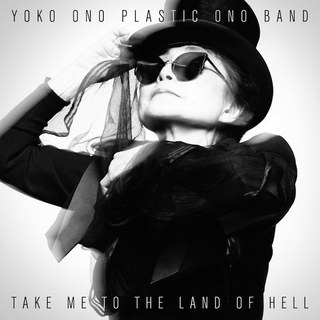 YOKO ONO PLASTIC ONO BAND
TAKE ME TO THE LAND OF HELL